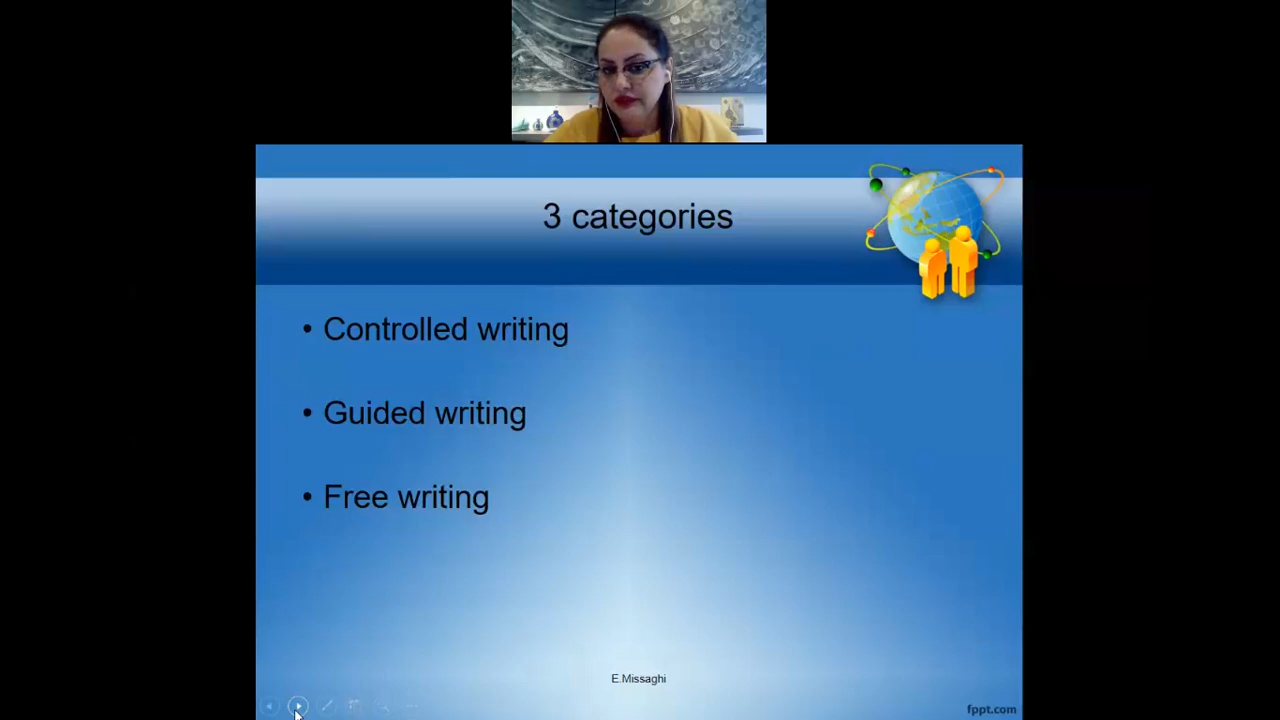 3 categories
• Controlled writing
• Guided writing
• Free writing
E.Missaghi
fppt.com